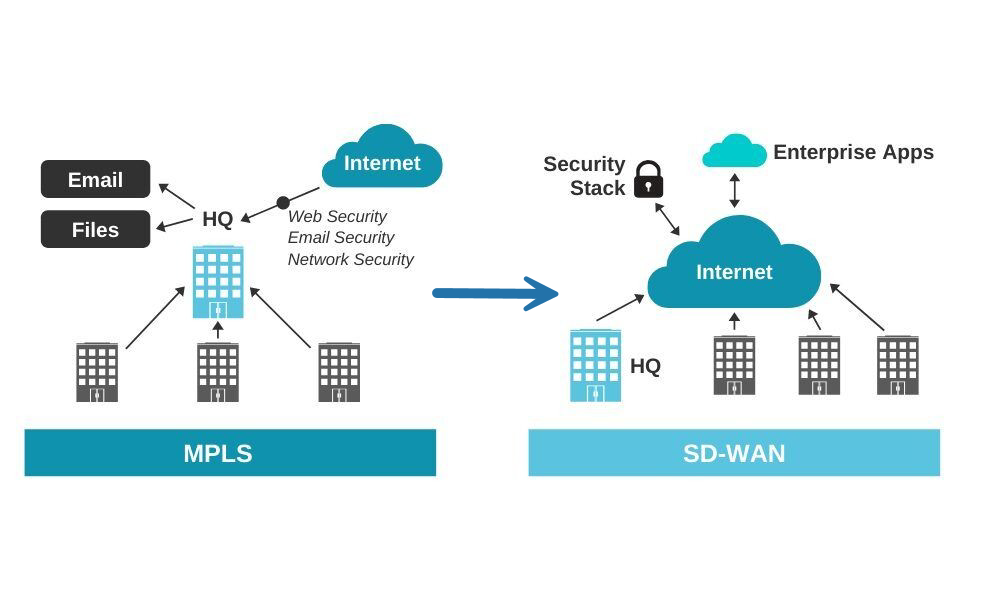 Email
Files
HQ
Internet
Web Security
Email Security
Network Security
MPLS
Security
Stack
Enterprise Apps
Internet
HQ
SD-WAN